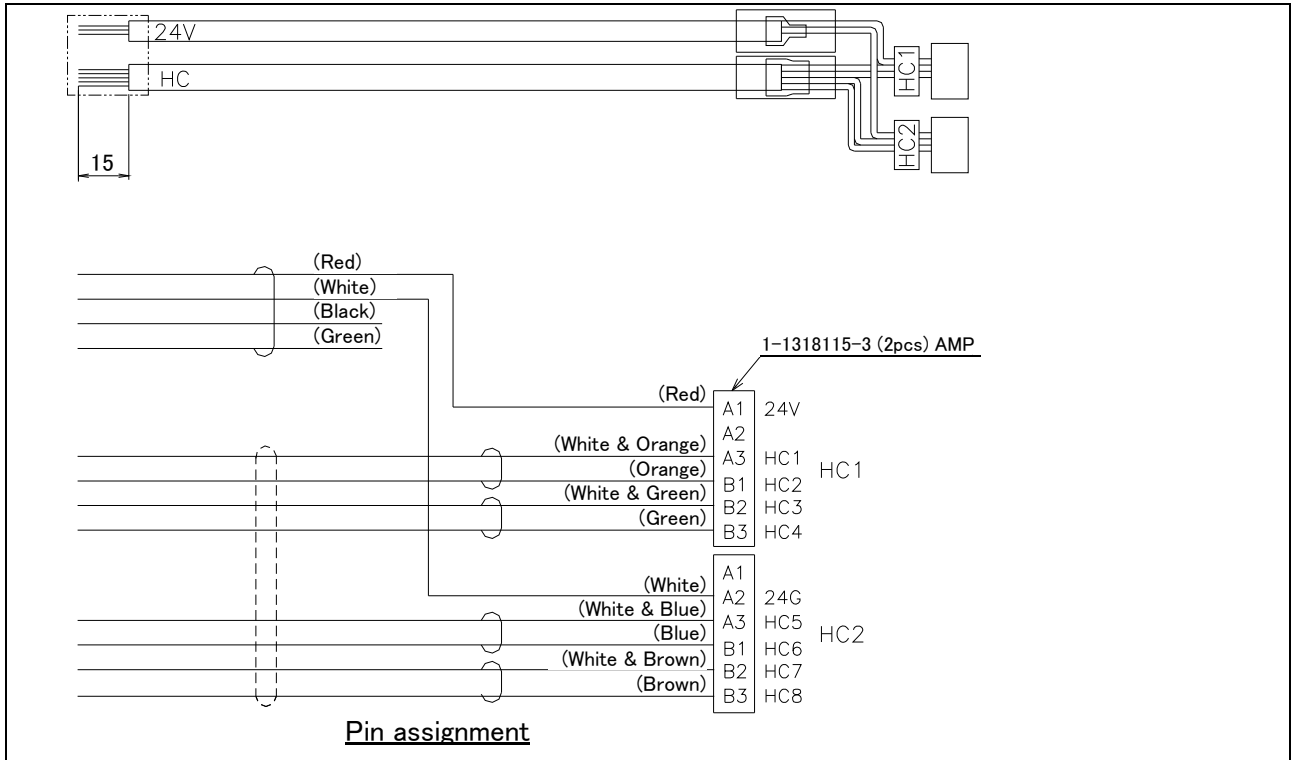 24V
HC
HC1
HC2
15
(Red)
(White)
(Black)
(Green)
1-1318115-3 (2pcs) AMP
(Red) A1 24V
A2
(White & Orange) A3 HC1
(Orange) B1 HC2
(White & Green) B2 HC3
(Green) B3 HC4
HC1
A1
(White) A2 24G
(White & Blue) A3 HC5
(Blue) B1 HC6
(White & Brown) B2 HC7
(Brown) B3 HC8
HC2
Pin assignment